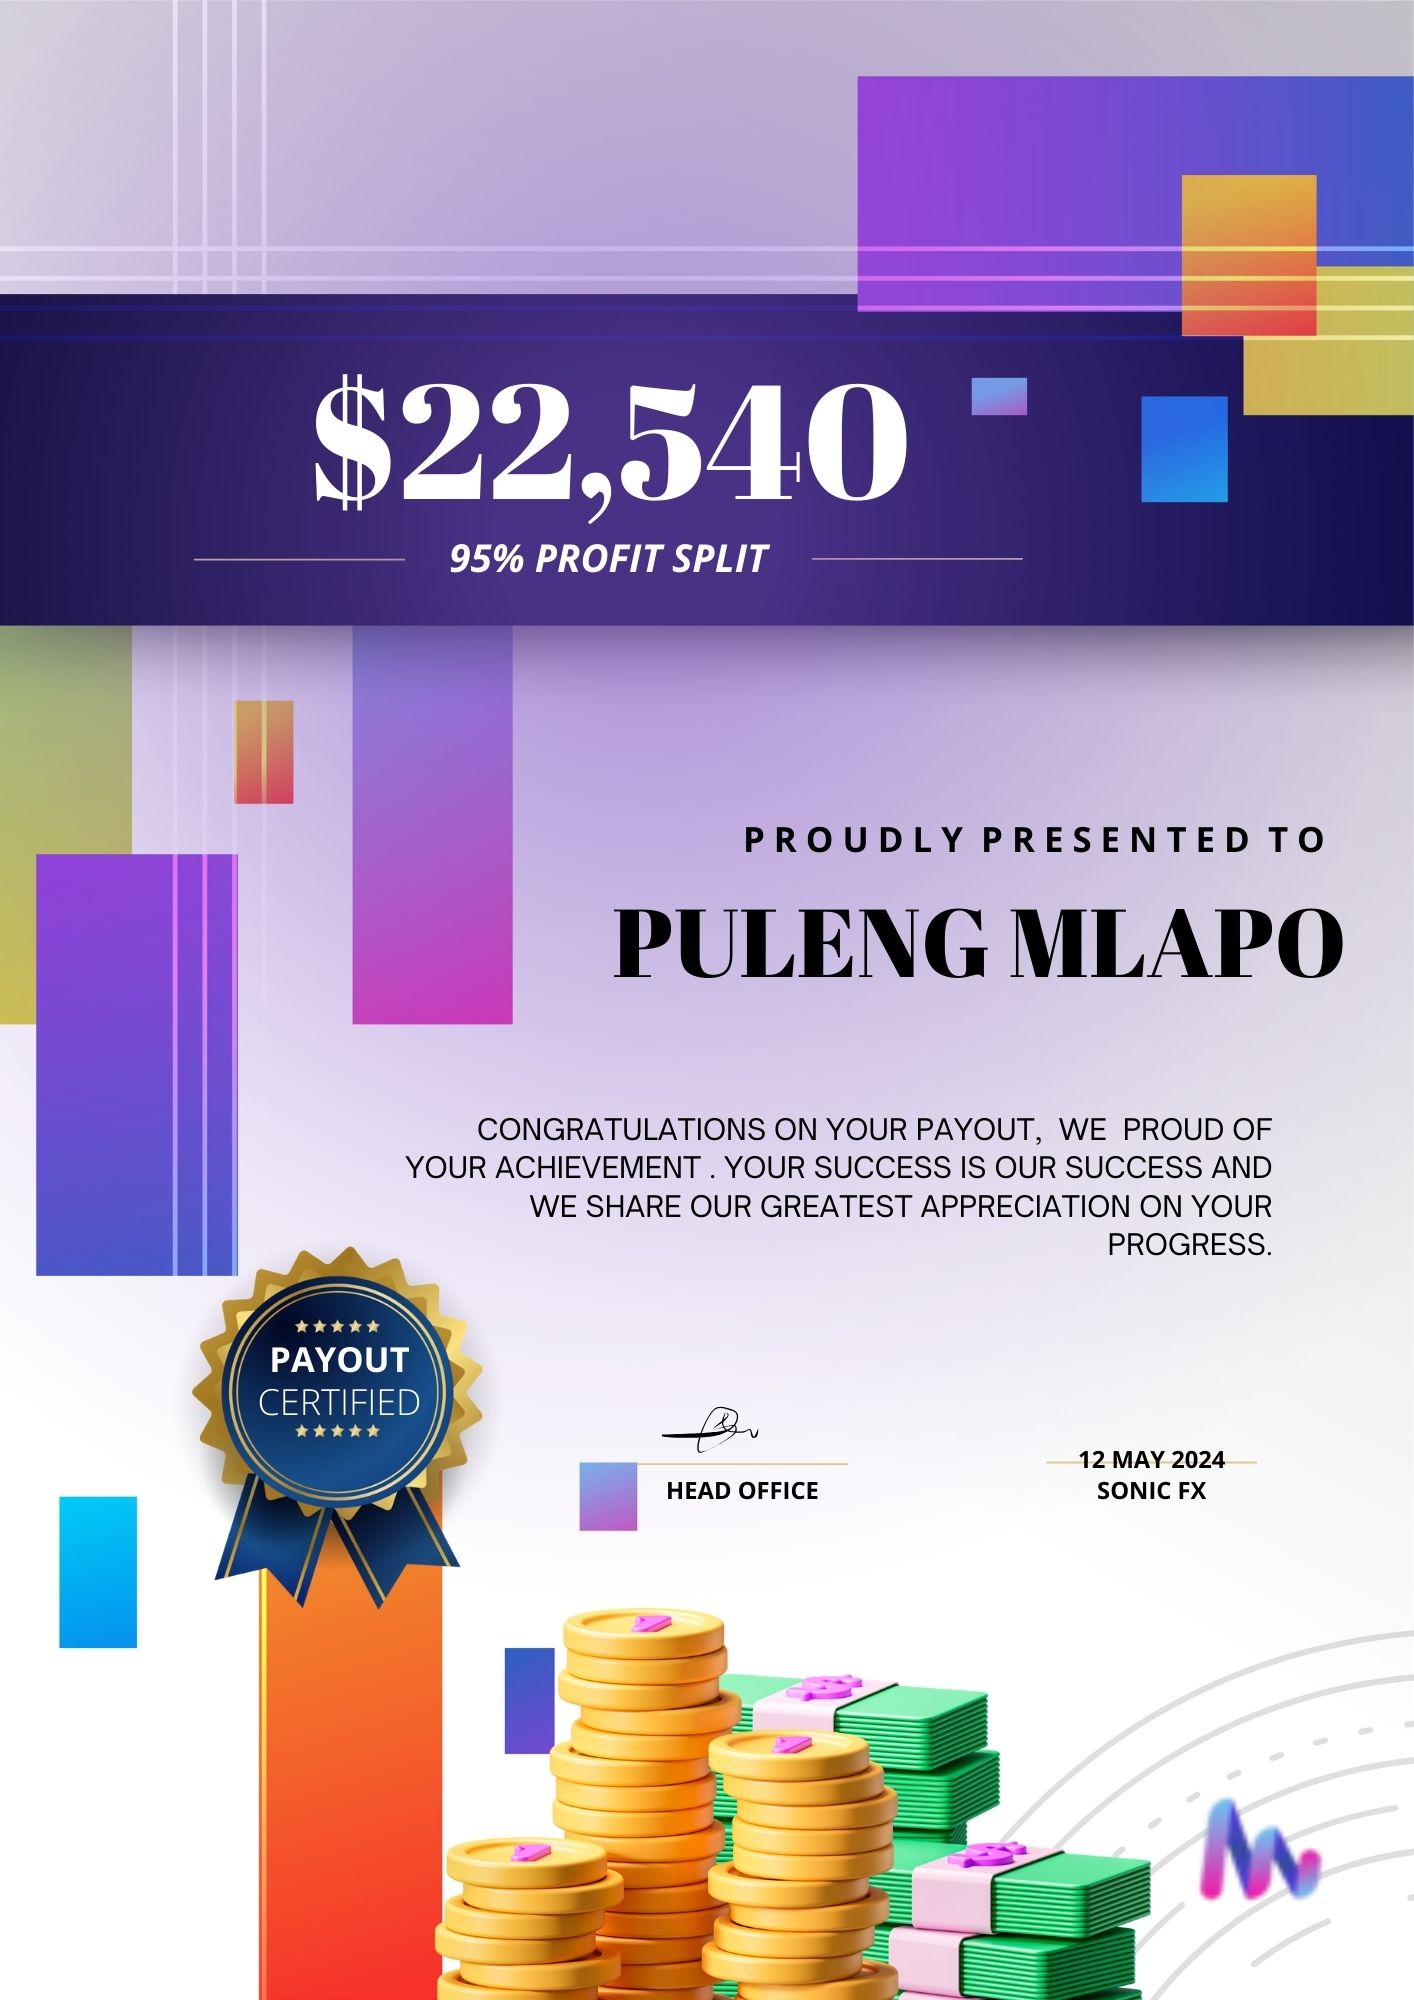 $22,540
95% PROFIT SPLIT
PROUDLY PRESENTED TO
PULENG MLAPO
CONGRATULATIONS ON YOUR PAYOUT, WE PROUD OF
YOUR ACHIEVEMENT . YOUR SUCCESS IS OUR SUCCESS AND
WE SHARE OUR GREATEST APPRECIATION ON YOUR
PROGRESS.
PAYOUT
CERTIFIED
HEAD OFFICE
12 MAY 2024
SONIC FX